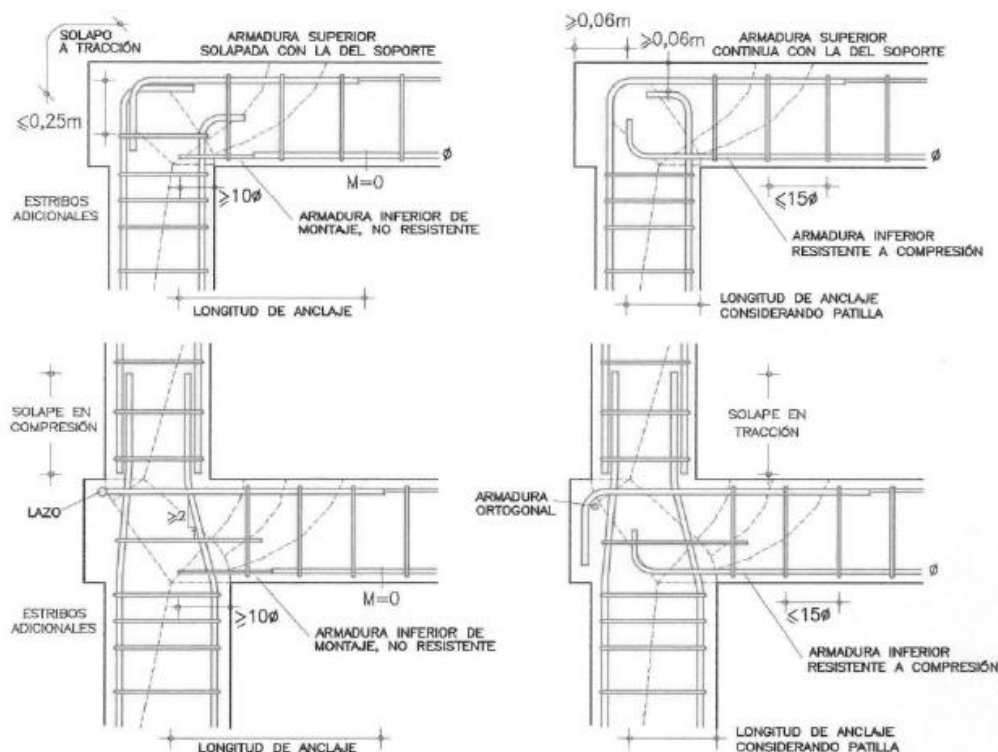 SOLAPO
A TRACCIÓN
ARMADURA SUPERIOR
SOLAPADA CON LA DEL SOPORTE
≤0,25m
ESTRIBOS
ADICIONALES
≥10ø
M=0
ø
ARMADURA INFERIOR DE
MONTAJE, NO RESISTENTE
LONGITUD DE ANCLAJE
≥0,06m
≥0,06m
ARMADURA SUPERIOR
CONTINUA CON LA DEL SOPORTE
ø
≤15ø
ARMADURA INFERIOR
RESISTENTE A COMPRESIÓN
LONGITUD DE ANCLAJE
CONSIDERANDO PATILLA
SOLAPE EN
COMPRESIÓN
LAZO
≥2
ESTRIBOS
ADICIONALES
≥10ø
M=0
ARMADURA INFERIOR DE
MONTAJE, NO RESISTENTE
LONGITUD DE ANCLAJE
SOLAPE EN
TRACCIÓN
ARMADURA
ORTOGONAL
ø
≤15ø
ARMADURA INFERIOR
RESISTENTE A COMPRESIÓN
LONGITUD DE ANCLAJE
CONSIDERANDO PATILLA